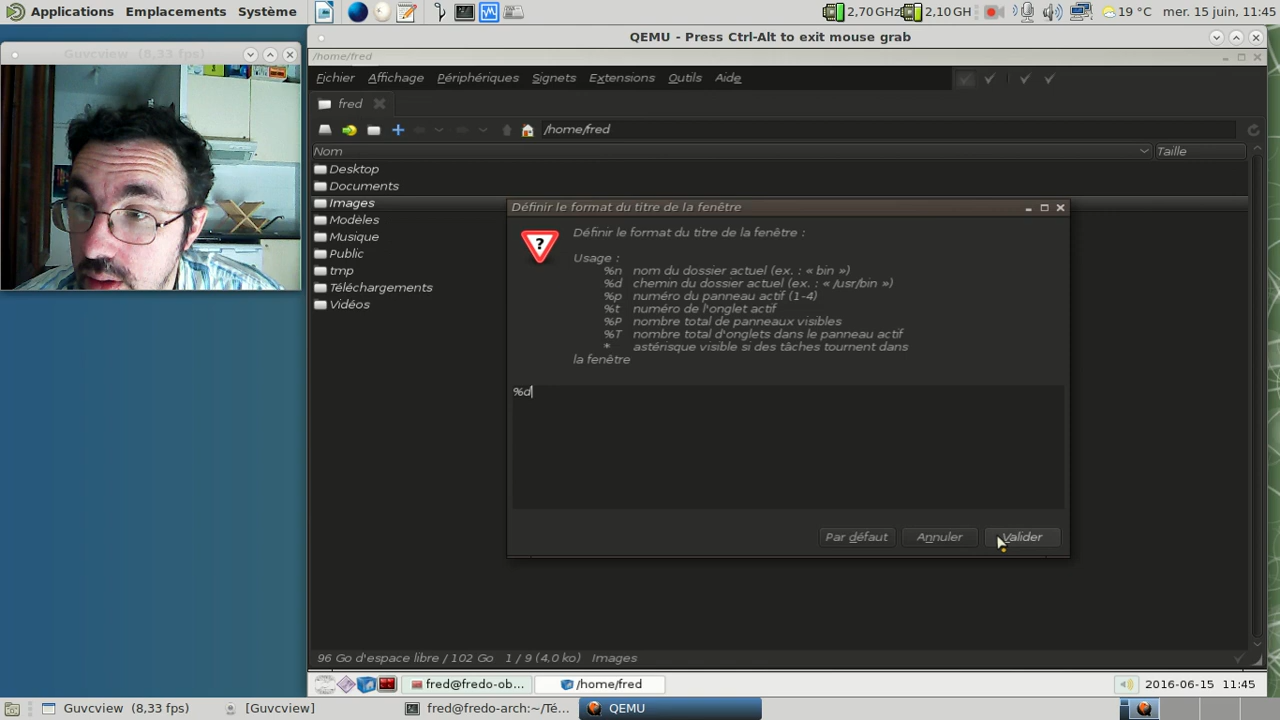 Applications Emplacements Système
2,70 GHz 2,10 GH 19 °C mer. 15 juin, 11:45
Guvcview (8,33 fps)
QEMU - Press Ctrl-Alt to exit mouse grab
/home/fred
Fichier Affichage Périphériques Signets Extensions Outils Aide
fred
/home/fred
Nom Taille
Desktop
Documents
Images
Modèles
Musique
Public
tmp
Téléchargements
Vidéos
Définir le format du titre de la fenêtre
Définir le format du titre de la fenêtre :
Usage :
%n nom du dossier actuel (ex. : « bin »)
%d chemin du dossier actuel (ex. : « /usr/bin »)
%p numéro du panneau actif (1-4)
%t numéro de l'onglet actif
%P nombre total de panneaux visibles
%T nombre total d'onglets dans le panneau actif
* astérisque visible si des tâches tournent dans
la fenêtre
%d
Par défaut Annuler Valider
96 Go d'espace libre / 102 Go 1 / 9 (4,0 ko) Images
fred@fredo-ob... /home/fred 2016-06-15 11:45
Guvcview (8,33 fps) [Guvcview] fred@fredo-arch:~/Té... QEMU